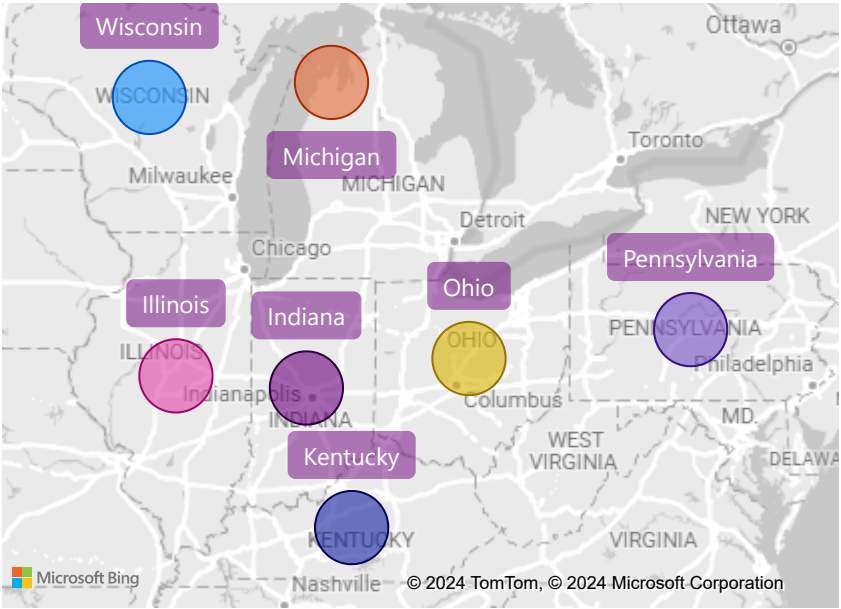 Wisconsin
Ottawa
WISCONSIN
Toronto
Michigan
Milwaukee
MICHIGAN
NEW YORK
Detroit
Chicago
Pennsylvania
Ohio
Illinois
Indiana
PENNSYLVANIA
OHIO
ILLINOIS
Philadelphia
Indianapolis
Columbus
INDIANA
MD.
WEST
VIRGINIA
Kentucky
DELAWA
KENTUCKY
VIRGINIA
Microsoft Bing
Nashville
© 2024 TomTom, © 2024 Microsoft Corporation